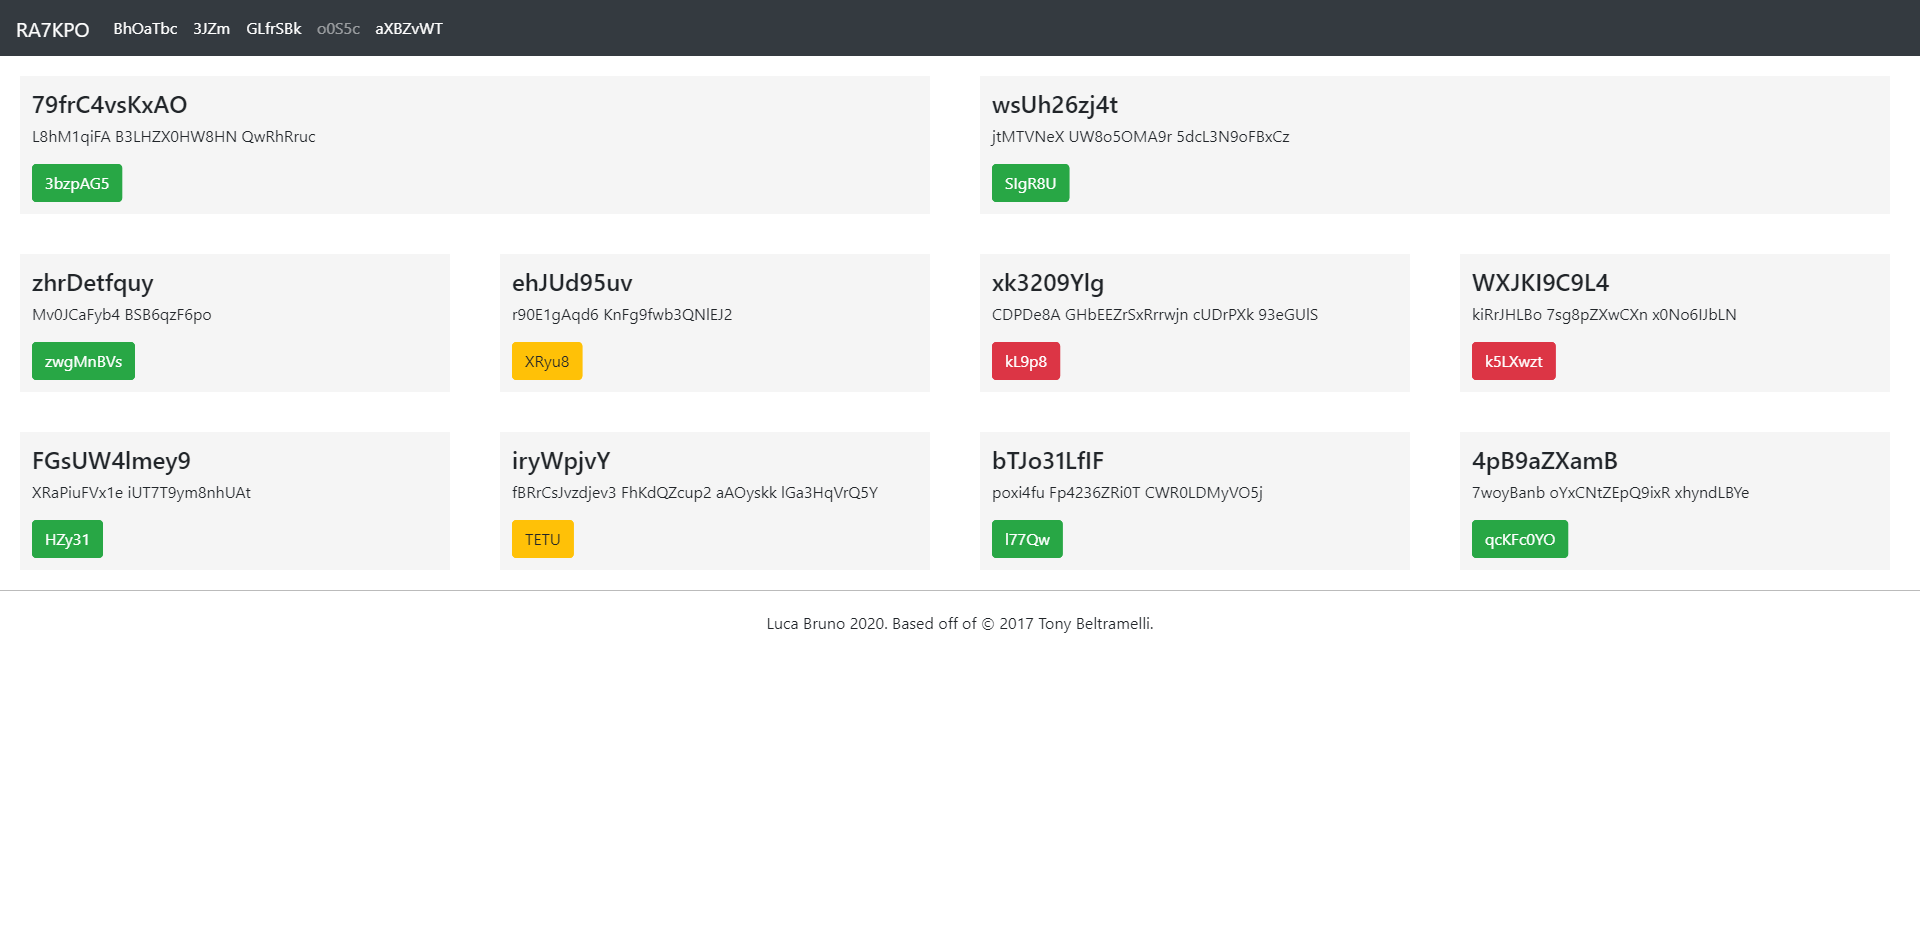 RA7KPO BhOaTbc 3JZm GLfrSBk o0S5c aXBZvWT
79frC4vsKxAO
L8hM1qiFA B3LHZX0HW8HN QwRhRruc
3bzpAG5
wsUh26zj4t
jtMTVNeX UW8o5OMA9r 5dcL3N9oFBxCz
SIgR8U
zhrDetfquy
Mv0JCaFyb4 BSB6qzF6po
zwgMnBVs
ehJUd95uv
r90E1gAqd6 KnFg9fwb3QNlEJ2
XRyu8
xk3209Ylg
CDPDe8A GHbEEZrSxRrrwjn cUDrPXk 93eGUlS
kL9p8
WXJKI9C9L4
kiRrJHLBo 7sg8pZXwCXn x0No6IJbLN
k5LXwzt
FGsUW4lmey9
XRaPiuFVx1e iUT7T9ym8nhUAt
HZy31
iryWpjvY
fBRrCsJvzdjev3 FhKdQZcup2 aAOyskk lGa3HqVrQ5Y
TETU
bTJo31LfIF
poxi4fu Fp4236ZRi0T CWR0LDMyVO5j
l77Qw
4pB9aZXamB
7woyBanb oYxCNtZEpQ9ixR xhyndLBYe
qcKFc0YO
Luca Bruno 2020. Based off of © 2017 Tony Beltramelli.